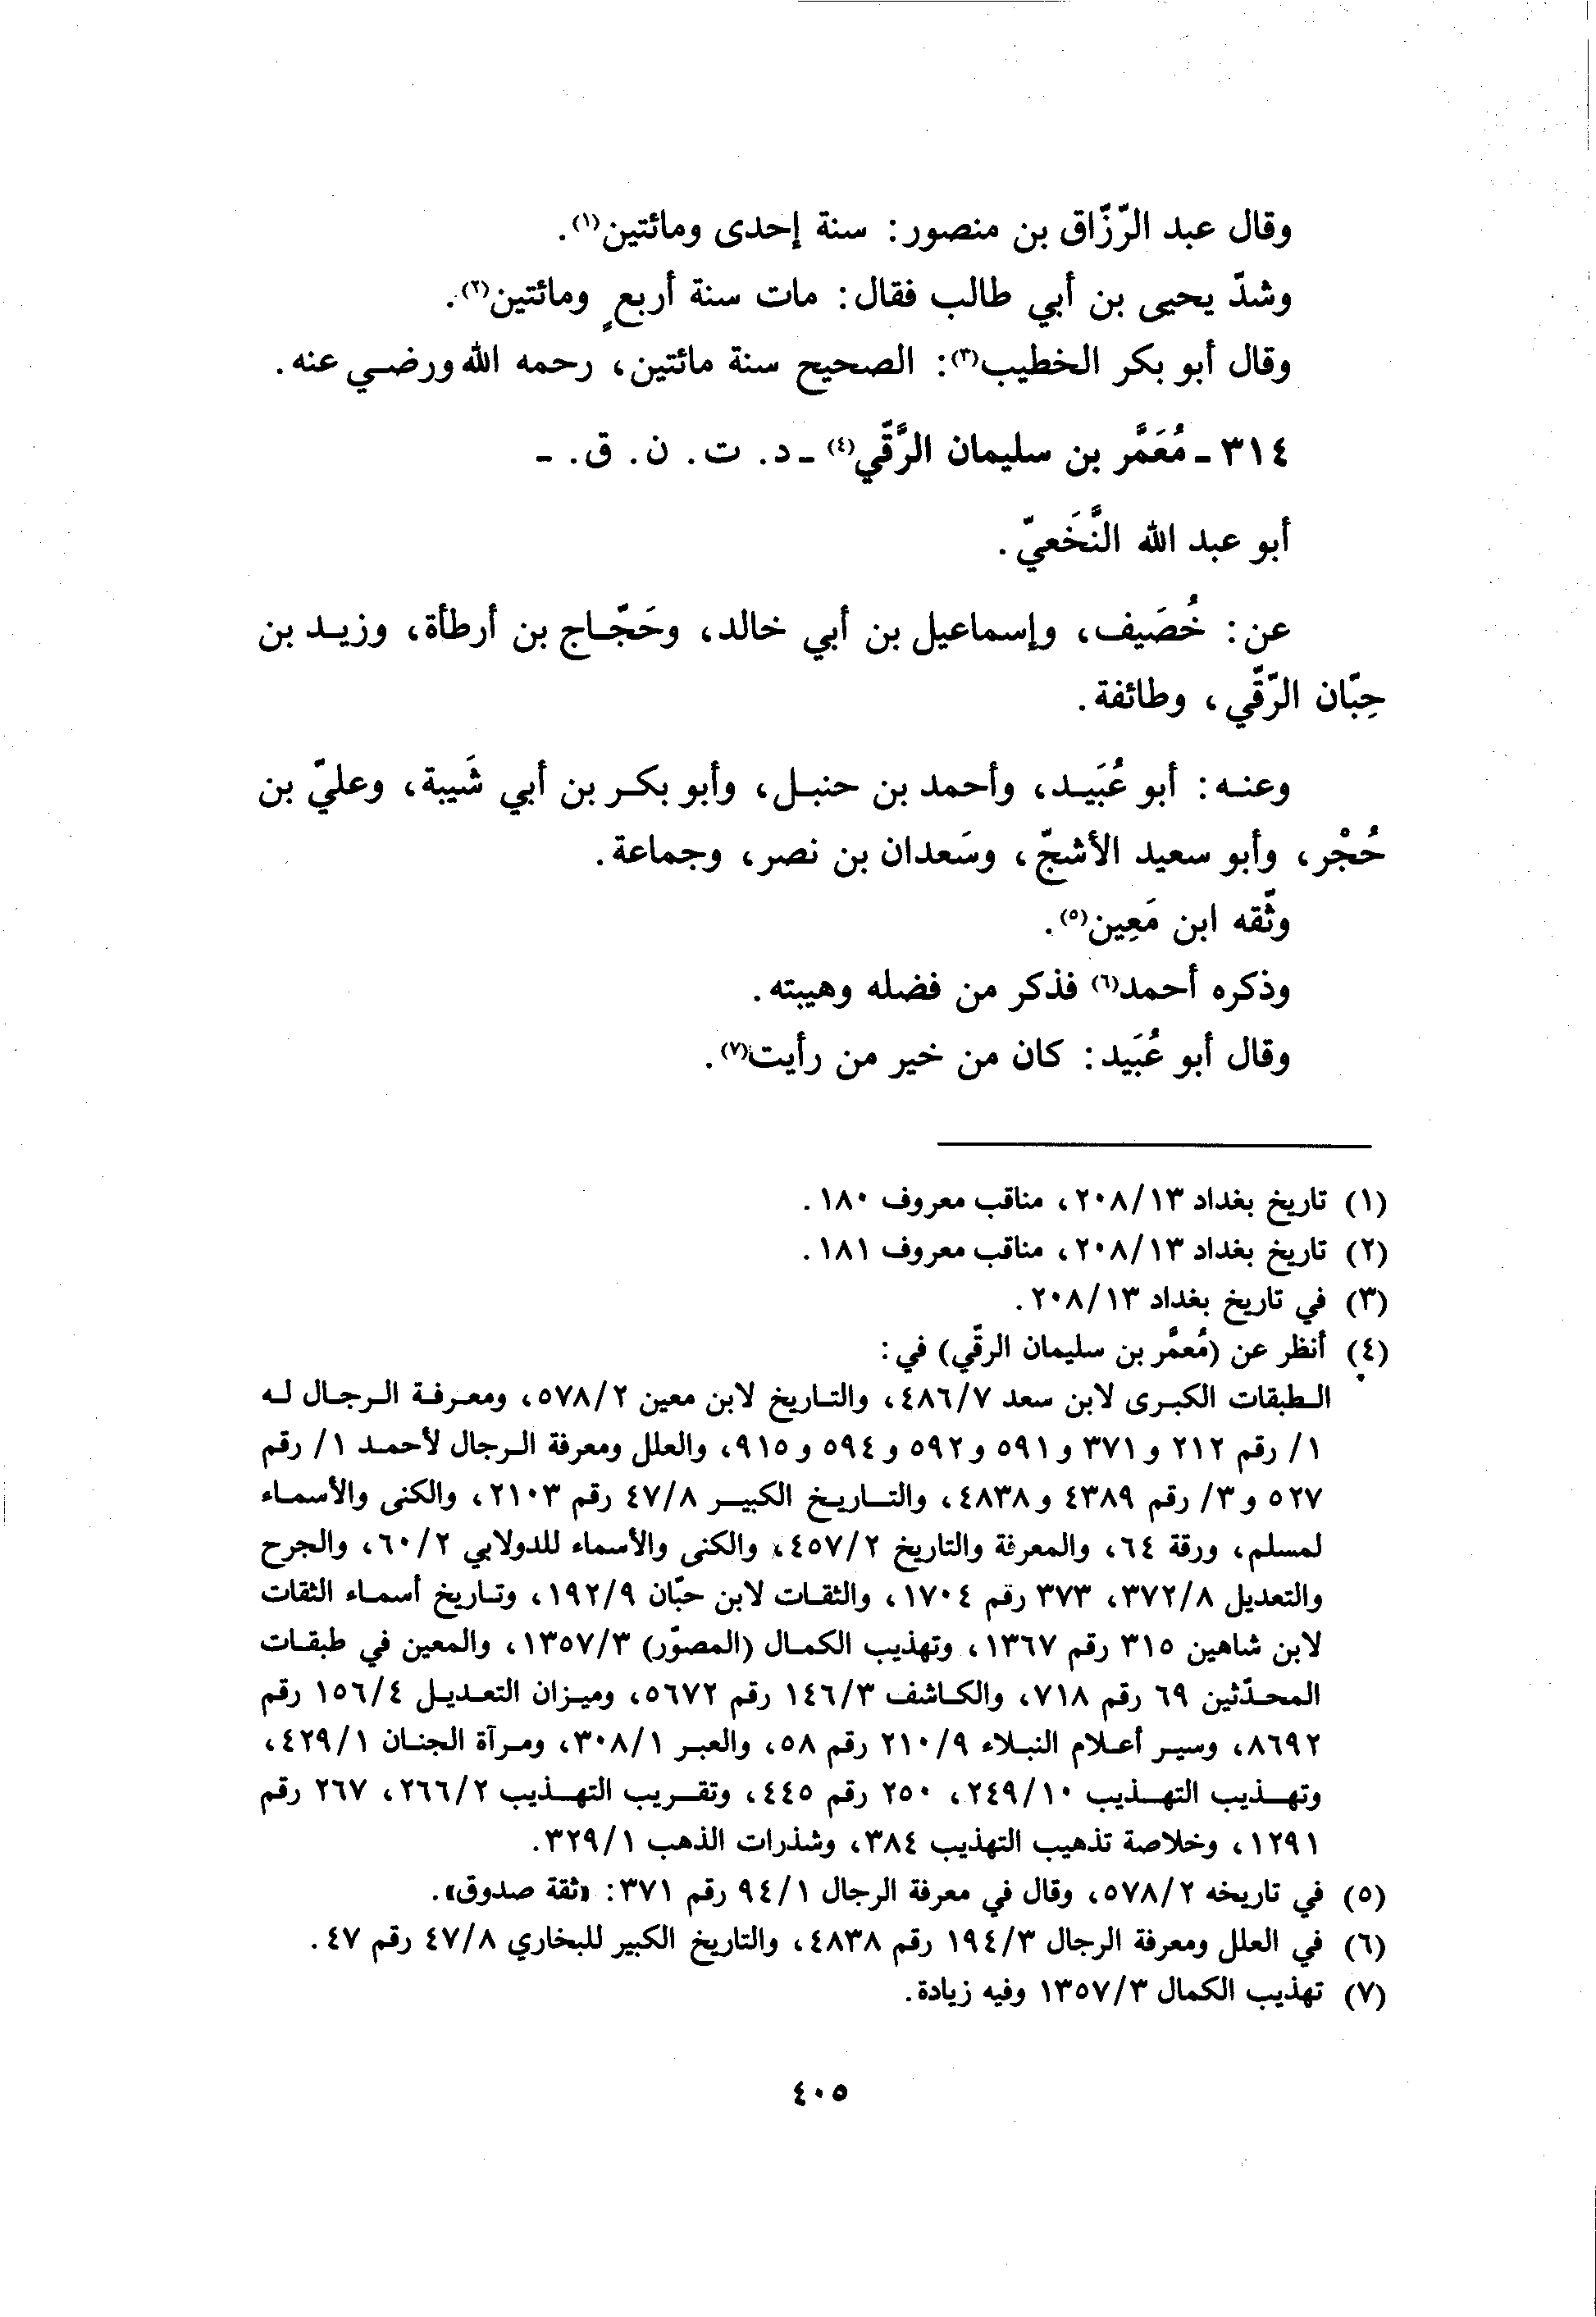 وقال عبد الرّزّاق بن منصور: سنة إحدى ومائتين(١).
وشدّ يحيى بن أبي طالب فقال: مات سنة أربعٍ ومائتين(٢).
وقال أبو بكر الخطيب(٣): الصحيح سنة مائتين، رحمه الله ورضي عنه.
٣١٤ - مُعَمَّر بن سليمان الرَّقّي(٤) - د. ت. ن. ق. -
أبو عبد الله النَّخَعيّ.
عن: خُصَيف، وإسماعيل بن أبي خالد، وحَجّاج بن أرطأة، وزيد بن
حِبّان الرّقّي، وطائفة.
وعنه: أبو عُبَيد، وأحمد بن حنبل، وأبو بكر بن أبي شَيبة، وعليّ بن
حُجْر، وأبو سعيد الأشجّ، وسَعدان بن نصر، وجماعة.
وثّقه ابن مَعِين(٥).
وذكره أحمد(٦) فذكر من فضله وهيبته.
وقال أبو عُبَيد: كان من خير من رأيت(٧).
(١) تاريخ بغداد ٢٠٨/١٣، مناقب معروف ١٨٠.
(٢) تاريخ بغداد ٢٠٨/١٣، مناقب معروف ١٨١.
(٣) في تاريخ بغداد ٢٠٨/١٣.
(٤) أنظر عن (مُعمَّر بن سليمان الرقّي) في:
الطبقات الكبرى لابن سعد ٤٨٦/٧، والتاريخ لابن معين ٥٧٨/٢، ومعرفة الرجال له
١/ رقم ٢١٢ و ٣٧١ و ٥٩١ و ٥٩٢ و ٥٩٤ و ٩١٥، والعلل ومعرفة الرجال لأحمد ١/ رقم
٥٢٧ و ٣/ رقم ٤٣٨٩ و ٤٨٣٨، والتاريخ الكبير ٤٧/٨ رقم ٢١٠٣، والكنى والأسماء
لمسلم، ورقة ٦٤، والمعرفة والتاريخ ٤٥٧/٢، والكنى والأسماء للدولابي ٦٠/٢، والجرح
والتعديل ٣٧٢/٨، ٣٧٣ رقم ١٧٠٤، والثقات لابن حبّان ١٩٢/٩، وتاريخ أسماء الثقات
لابن شاهين ٣١٥ رقم ١٣٦٧، وتهذيب الكمال (المصوّر) ١٣٥٧/٣، والمعين في طبقات
المحدّثين ٦٩ رقم ٧١٨، والكاشف ١٤٦/٣ رقم ٥٦٧٢، وميزان التعديل ١٥٦/٤ رقم
٨٦٩٢، وسير أعلام النبلاء ٢١٠/٩ رقم ٥٨، والعبر ٣٠٨/١، ومرآة الجنان ٤٢٩/١،
وتهذيب التهذيب ٢٤٩/١٠، ٢٥٠ رقم ٤٤٥، وتقريب التهذيب ٢٦٦/٢، ٢٦٧ رقم
١٢٩١، وخلاصة تذهيب التهذيب ٣٨٤، وشذرات الذهب ٣٢٩/١.
(٥) في تاريخه ٥٧٨/٢، وقال في معرفة الرجال ٩٤/١ رقم ٣٧١: «ثقة صدوق».
(٦) في العلل ومعرفة الرجال ١٩٤/٣ رقم ٤٨٣٨، والتاريخ الكبير للبخاري ٤٧/٨ رقم ٤٧.
(٧) تهذيب الكمال ١٣٥٧/٣ وفيه زيادة.
٤٠٥